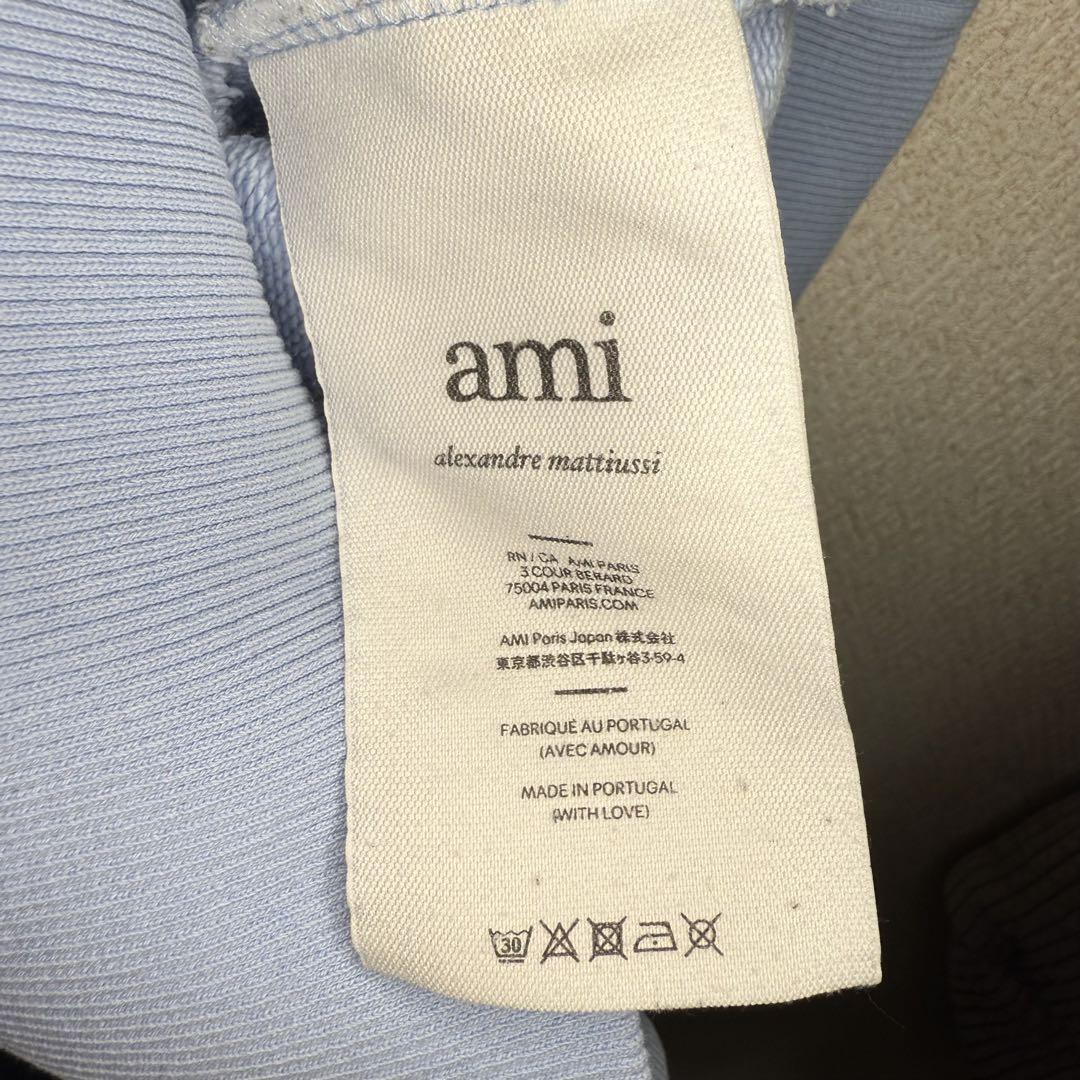 ami
alexandre mattiussi
RN / CA AMI PARIS
3 COUR BERARD
75004 PARIS FRANCE
AMIPARIS.COM
AMI Paris Japan 株式会社
東京都渋谷区千駄ヶ谷3-59-4
FABRIQUÉ AU PORTUGAL
(AVEC AMOUR)
MADE IN PORTUGAL
(WITH LOVE)
30